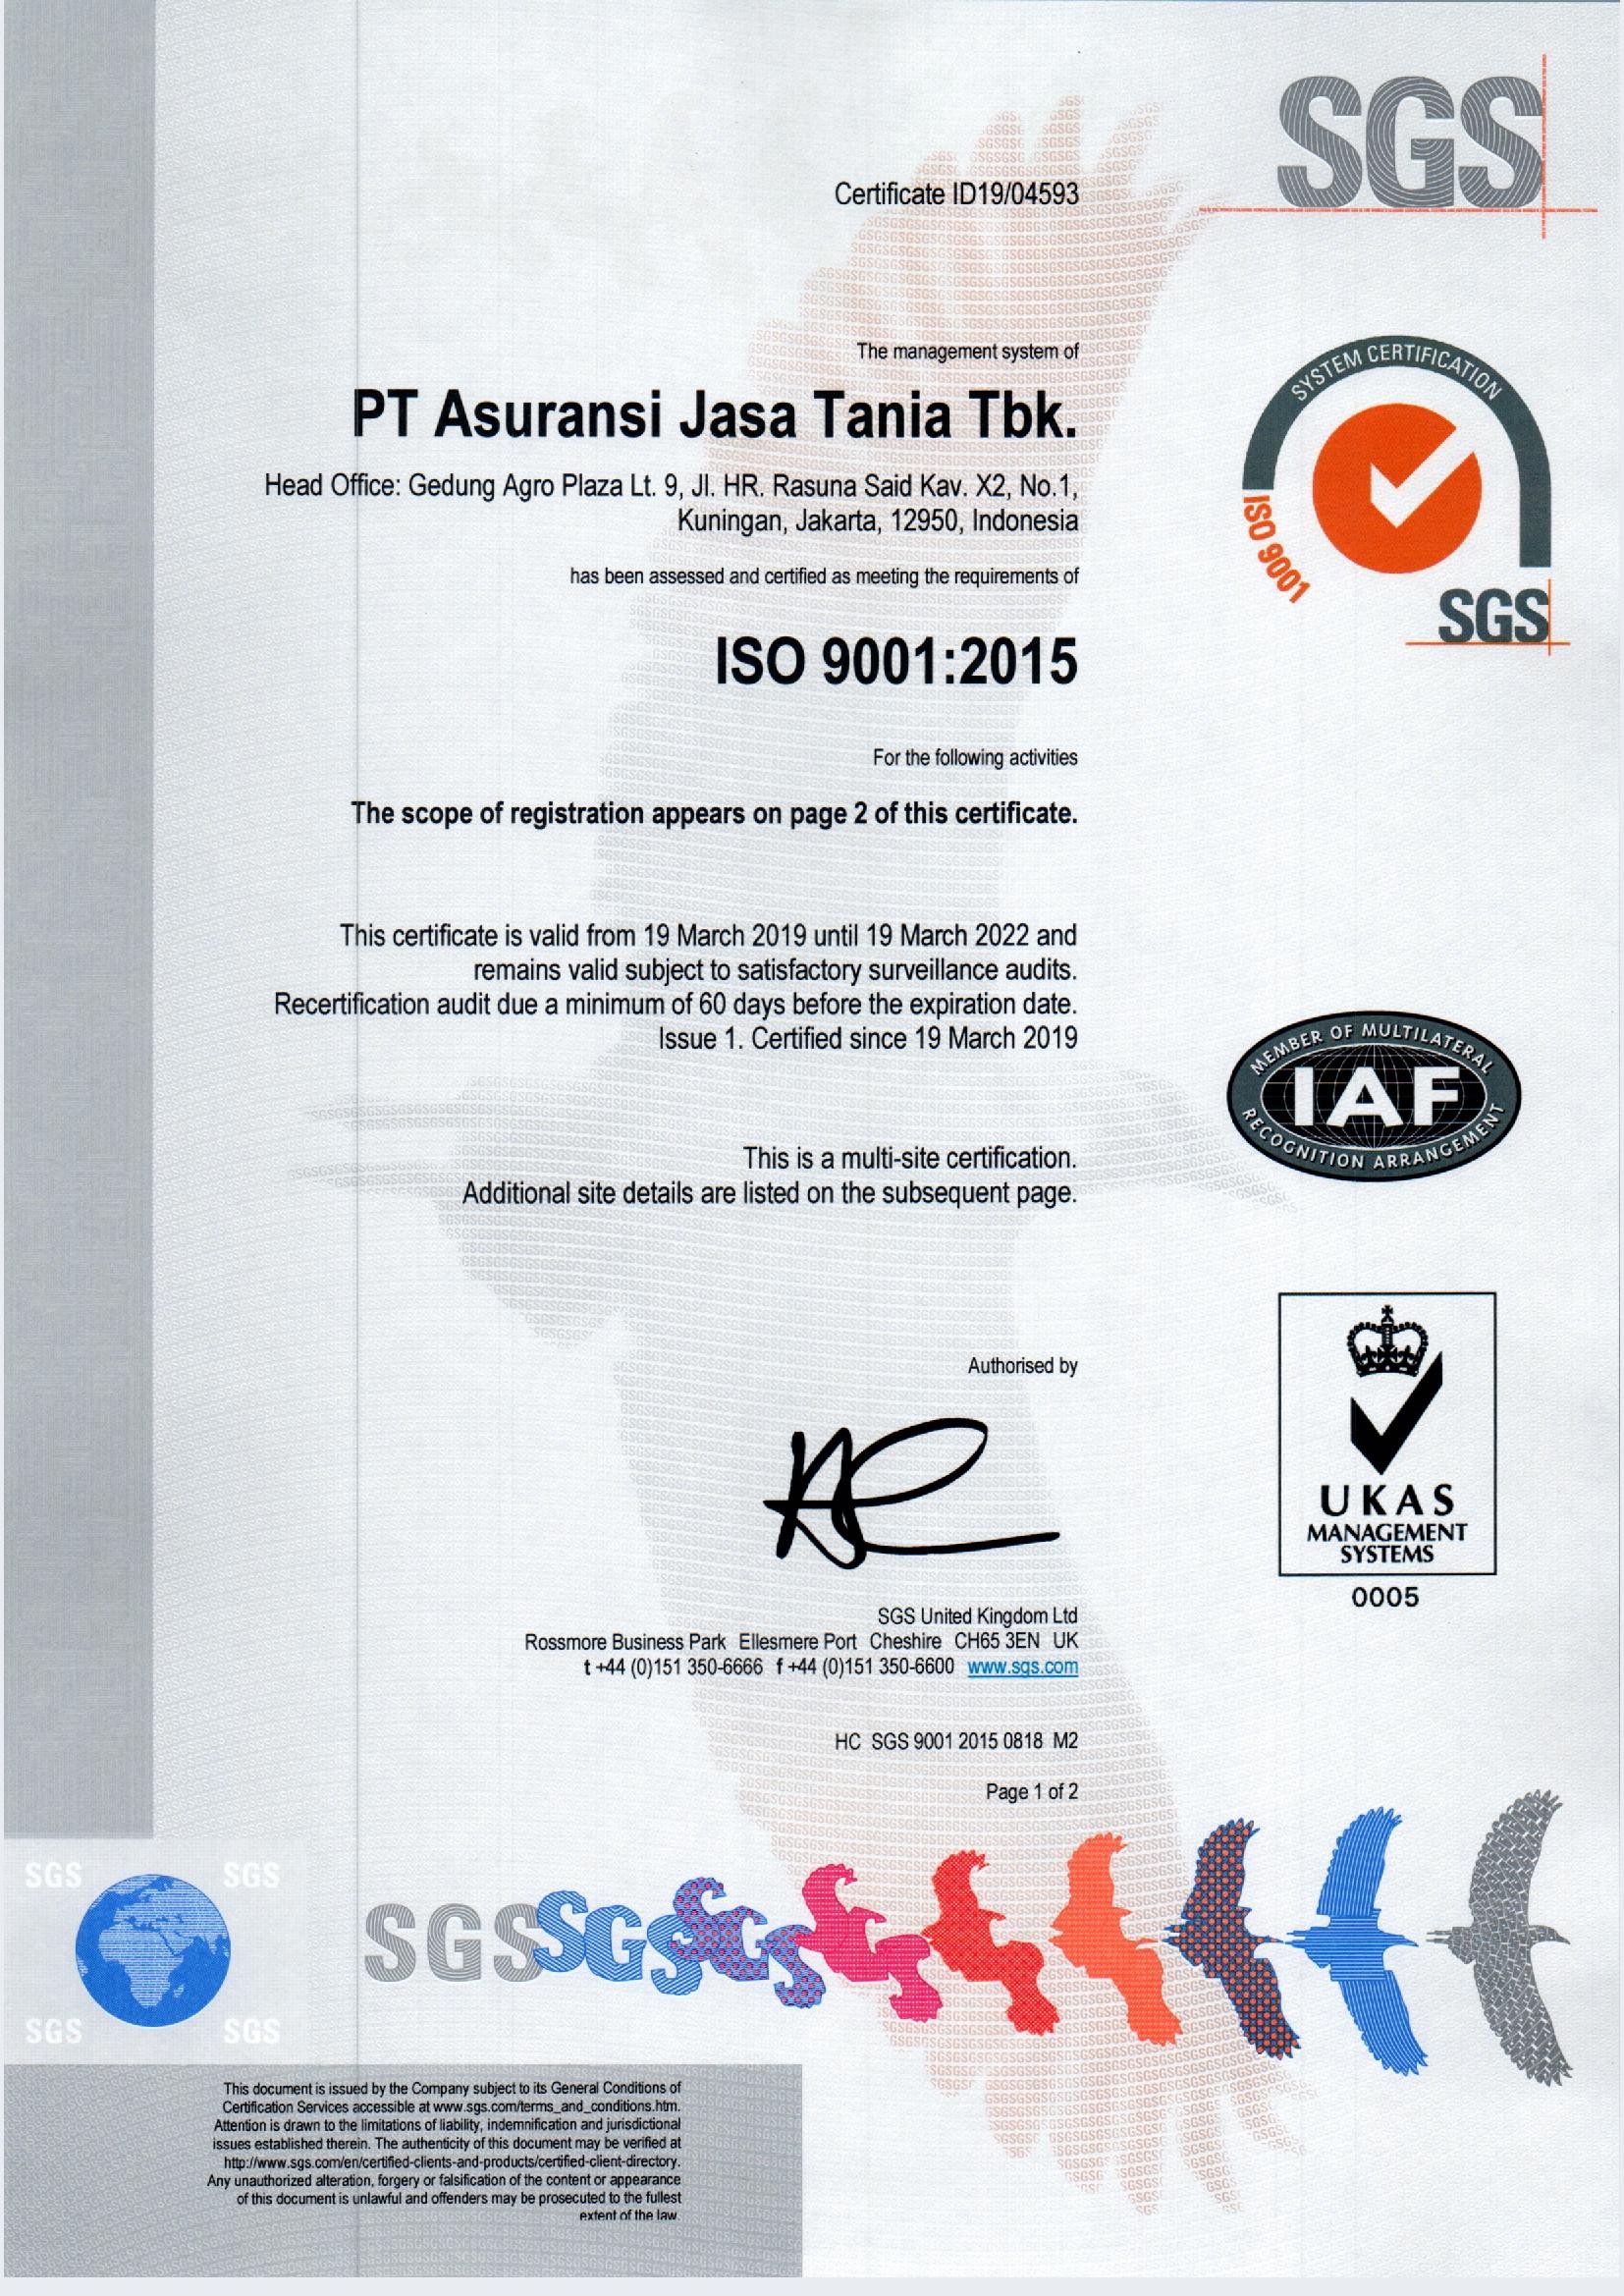 SGS
Certificate ID19/04593
The management system of
PT Asuransi Jasa Tania Tbk.
Head Office: Gedung Agro Plaza Lt. 9, Jl. HR. Rasuna Said Kav. X2, No.1,
Kuningan, Jakarta, 12950, Indonesia
has been assessed and certified as meeting the requirements of
ISO 9001:2015
For the following activities
The scope of registration appears on page 2 of this certificate.
This certificate is valid from 19 March 2019 until 19 March 2022 and
remains valid subject to satisfactory surveillance audits.
Recertification audit due a minimum of 60 days before the expiration date.
Issue 1. Certified since 19 March 2019
This is a multi-site certification.
Additional site details are listed on the subsequent page.
Authorised by
SGS United Kingdom Ltd
Rossmore Business Park Ellesmere Port Cheshire CH65 3EN UK
t +44 (0)151 350-6666 f +44 (0)151 350-6600 www.sgs.com
HC SGS 9001 2015 0818 M2
Page 1 of 2
SYSTEM CERTIFICATION
ISO 9001
SGS
MEMBER OF MULTILATERAL
IAF
RECOGNITION ARRANGEMENT
UKAS
MANAGEMENT
SYSTEMS
0005
SGS SGS
SGS SGS
SGS SGS SGS
This document is issued by the Company subject to its General Conditions of
Certification Services accessible at www.sgs.com/terms_and_conditions.htm.
Attention is drawn to the limitations of liability, indemnification and jurisdictional
issues established therein. The authenticity of this document may be verified at
http://www.sgs.com/en/certified-clients-and-products/certified-client-directory.
Any unauthorized alteration, forgery or falsification of the content or appearance
of this document is unlawful and offenders may be prosecuted to the fullest
extent of the law.